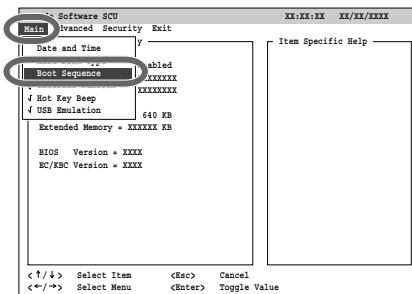 Software SCU XX:XX:XX XX/XX/XXXX
Main Advanced Security Exit
Item Specific Help
Date and Time
abled
Boot Sequence
XXXXXXX
XXXXXXXX
√ Hot Key Beep
√ USB Emulation
640 KB
Extended Memory = XXXXXX KB
BIOS Version = XXXX
EC/KBC Version = XXXX
<↑/↓> Select Item <Esc> Cancel
<←/→> Select Menu <Enter> Toggle Value